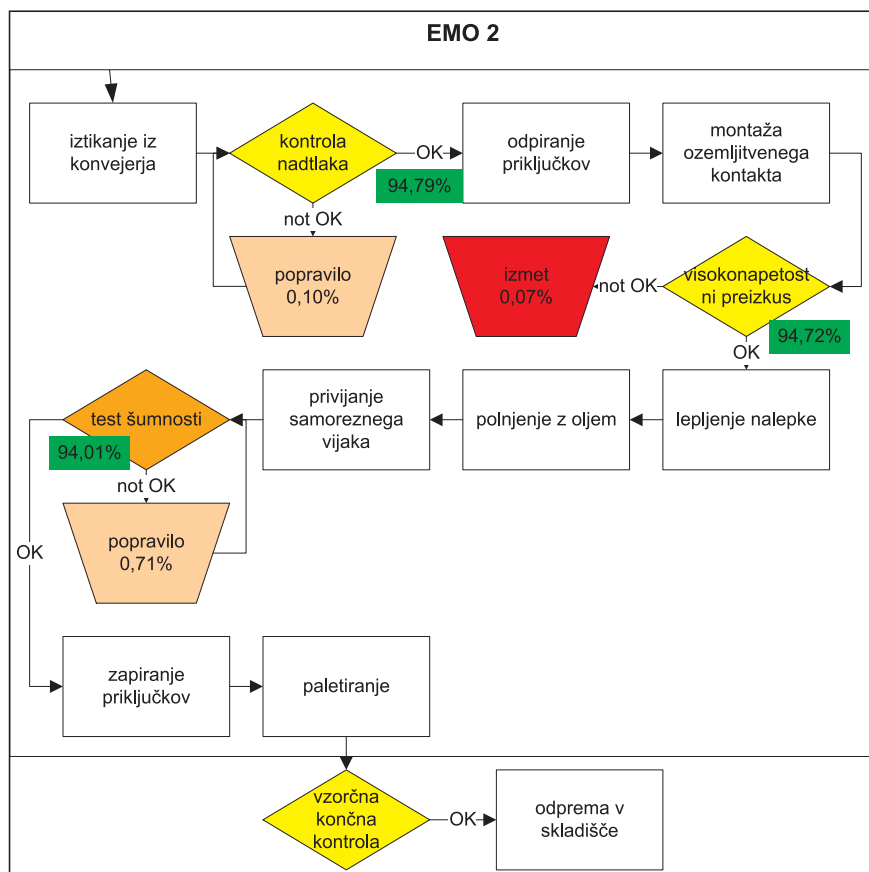 EMO 2
iztikanje iz
konvejerja
kontrola
nadtlaka
OK
94,79%
odpiranje
priključkov
montaža
ozemljitvenega
kontakta
not OK
popravilo
0,10%
izmet
0,07%
not OK
visokonapetost
ni preizkus
94,72%
OK
test šumnosti
94,01%
privijanje
samoreznega
vijaka
polnjenje z oljem
lepljenje nalepke
not OK
popravilo
0,71%
OK
zapiranje
priključkov
paletiranje
vzorčna
končna
kontrola
OK
odprema v
skladišče